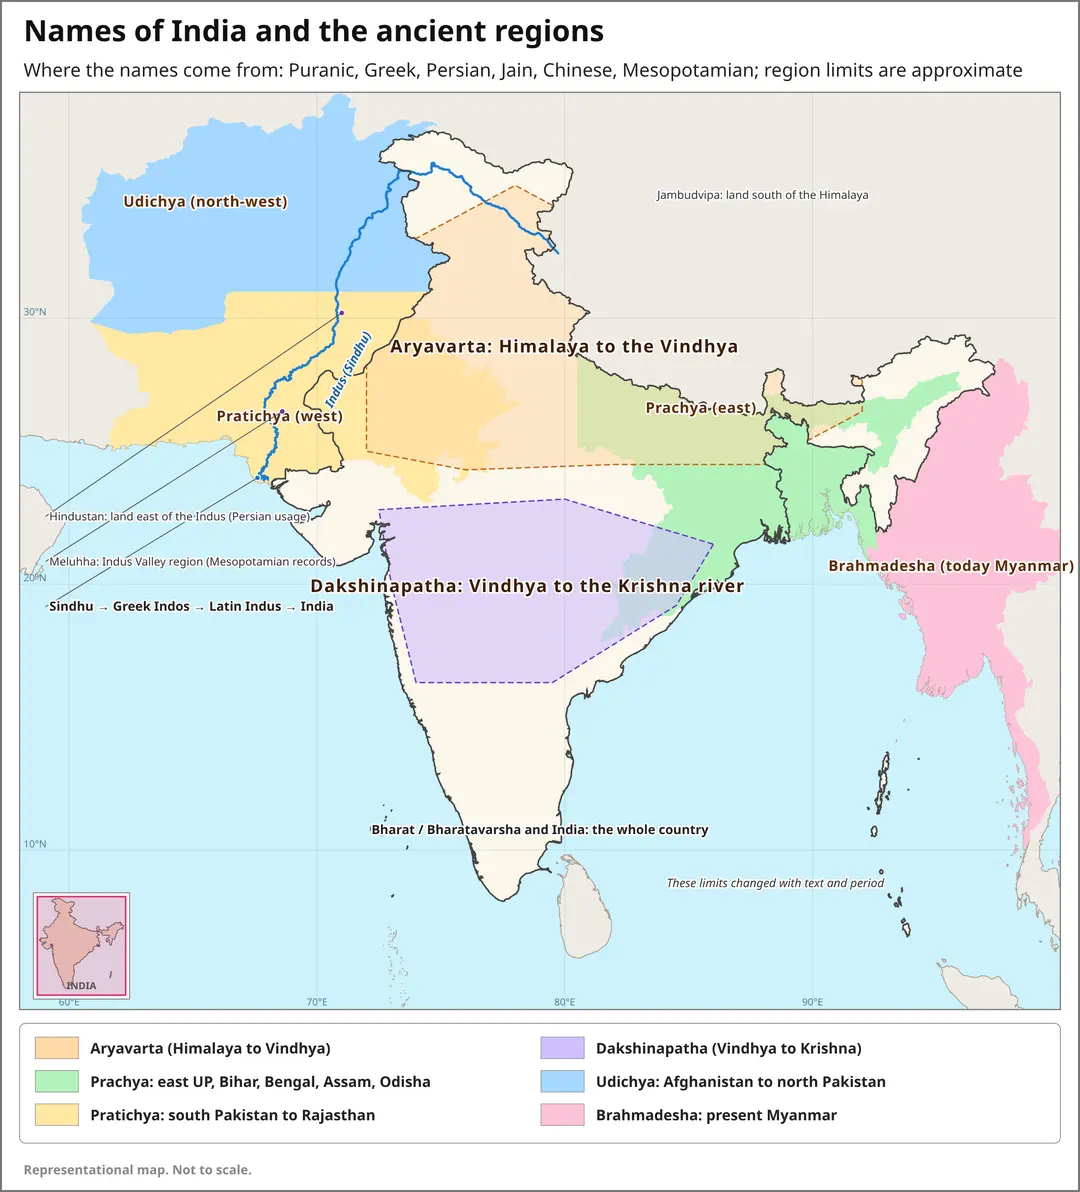 Names of India and the ancient regions
Where the names come from: Puranic, Greek, Persian, Jain, Chinese, Mesopotamian; region limits are approximate
Udichya (north-west)
Jambudvipa: land south of the Himalaya
30°N
Aryavarta: Himalaya to the Vindhya
Indus (Sindhu)
Pratichya (west)
Prachya (east)
Hindustan: land east of the Indus (Persian usage)
Meluhha: Indus Valley region (Mesopotamian records)
Brahmadesha (today Myanmar)
20°N
Dakshinapatha: Vindhya to the Krishna river
Sindhu → Greek Indos → Latin Indus → India
Bharat / Bharatavarsha and India: the whole country
10°N
These limits changed with text and period
INDIA
60°E
70°E
80°E
90°E
Aryavarta (Himalaya to Vindhya)
Dakshinapatha (Vindhya to Krishna)
Prachya: east UP, Bihar, Bengal, Assam, Odisha
Udichya: Afghanistan to north Pakistan
Pratichya: south Pakistan to Rajasthan
Brahmadesha: present Myanmar
Representational map. Not to scale.